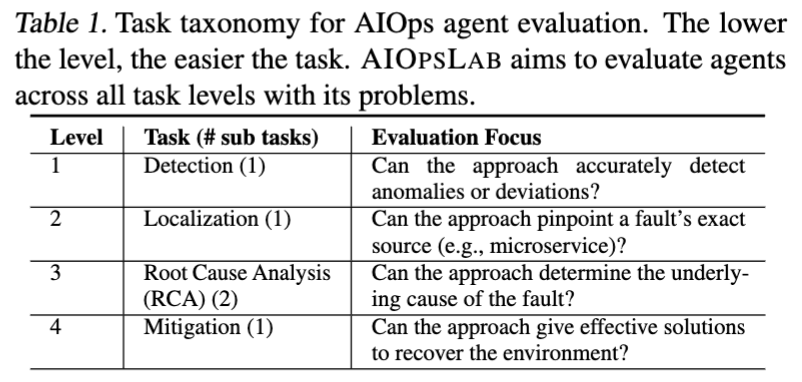 Table 1. Task taxonomy for AIOps agent evaluation. The lower
the level, the easier the task. AIOPSLAB aims to evaluate agents
across all task levels with its problems.
Level Task (# sub tasks) Evaluation Focus
1 Detection (1) Can the approach accurately detect
anomalies or deviations?
2 Localization (1) Can the approach pinpoint a fault's exact
source (e.g., microservice)?
3 Root Cause Analysis Can the approach determine the underly-
(RCA) (2) ing cause of the fault?
4 Mitigation (1) Can the approach give effective solutions
to recover the environment?